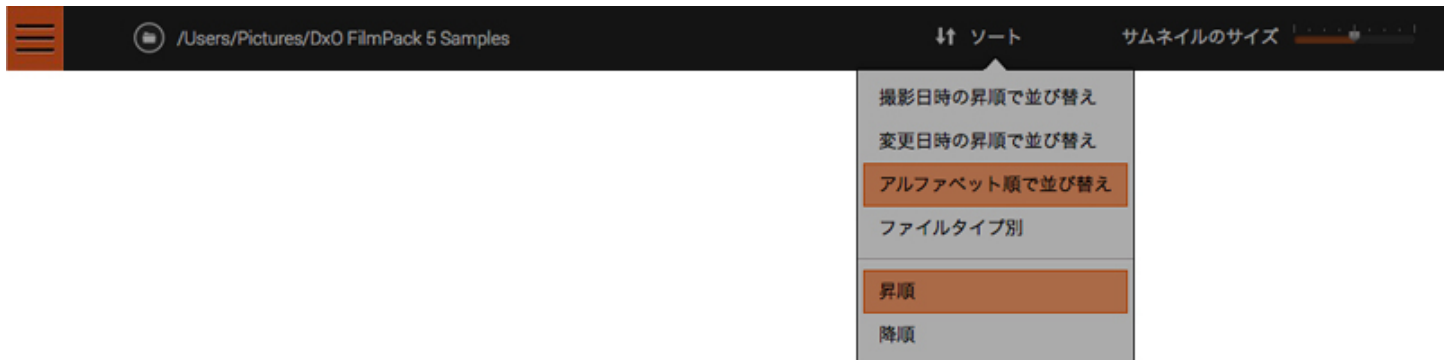 /Users/Pictures/DxO FilmPack 5 Samples ソート サムネイルのサイズ
撮影日時の昇順で並び替え
変更日時の昇順で並び替え
アルファベット順で並び替え
ファイルタイプ別
昇順
降順